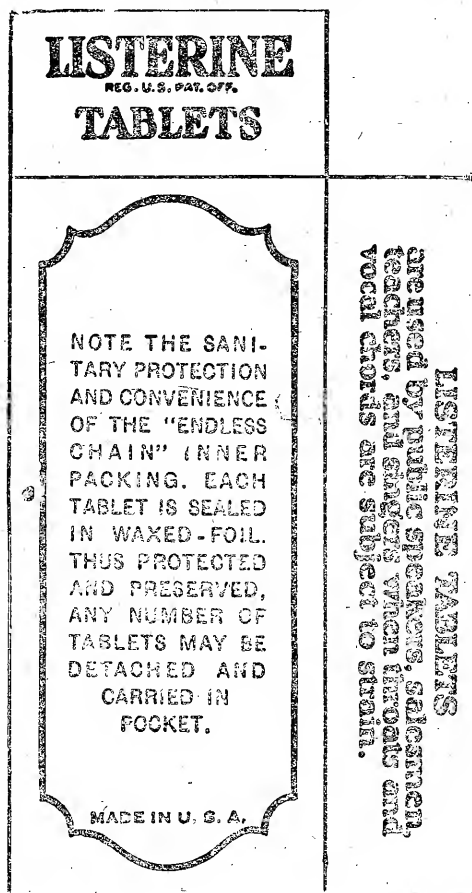 LISTERINE
REG. U.S. PAT. OFF.
TABLETS
NOTE THE SANI-
TARY PROTECTION
AND CONVENIENCE
OF THE "ENDLESS
CHAIN" INNER
PACKING. EACH
TABLET IS SEALED
IN WAXED-FOIL.
THUS PROTECTED
AND PRESERVED,
ANY NUMBER OF
TABLETS MAY BE
DETACHED AND
CARRIED IN
POCKET.
MADE IN U. S. A.
LISTERINE TABLETS
are used by public speakers, salesmen,
teachers, and singers when throats and
vocal chords are subject to strain.